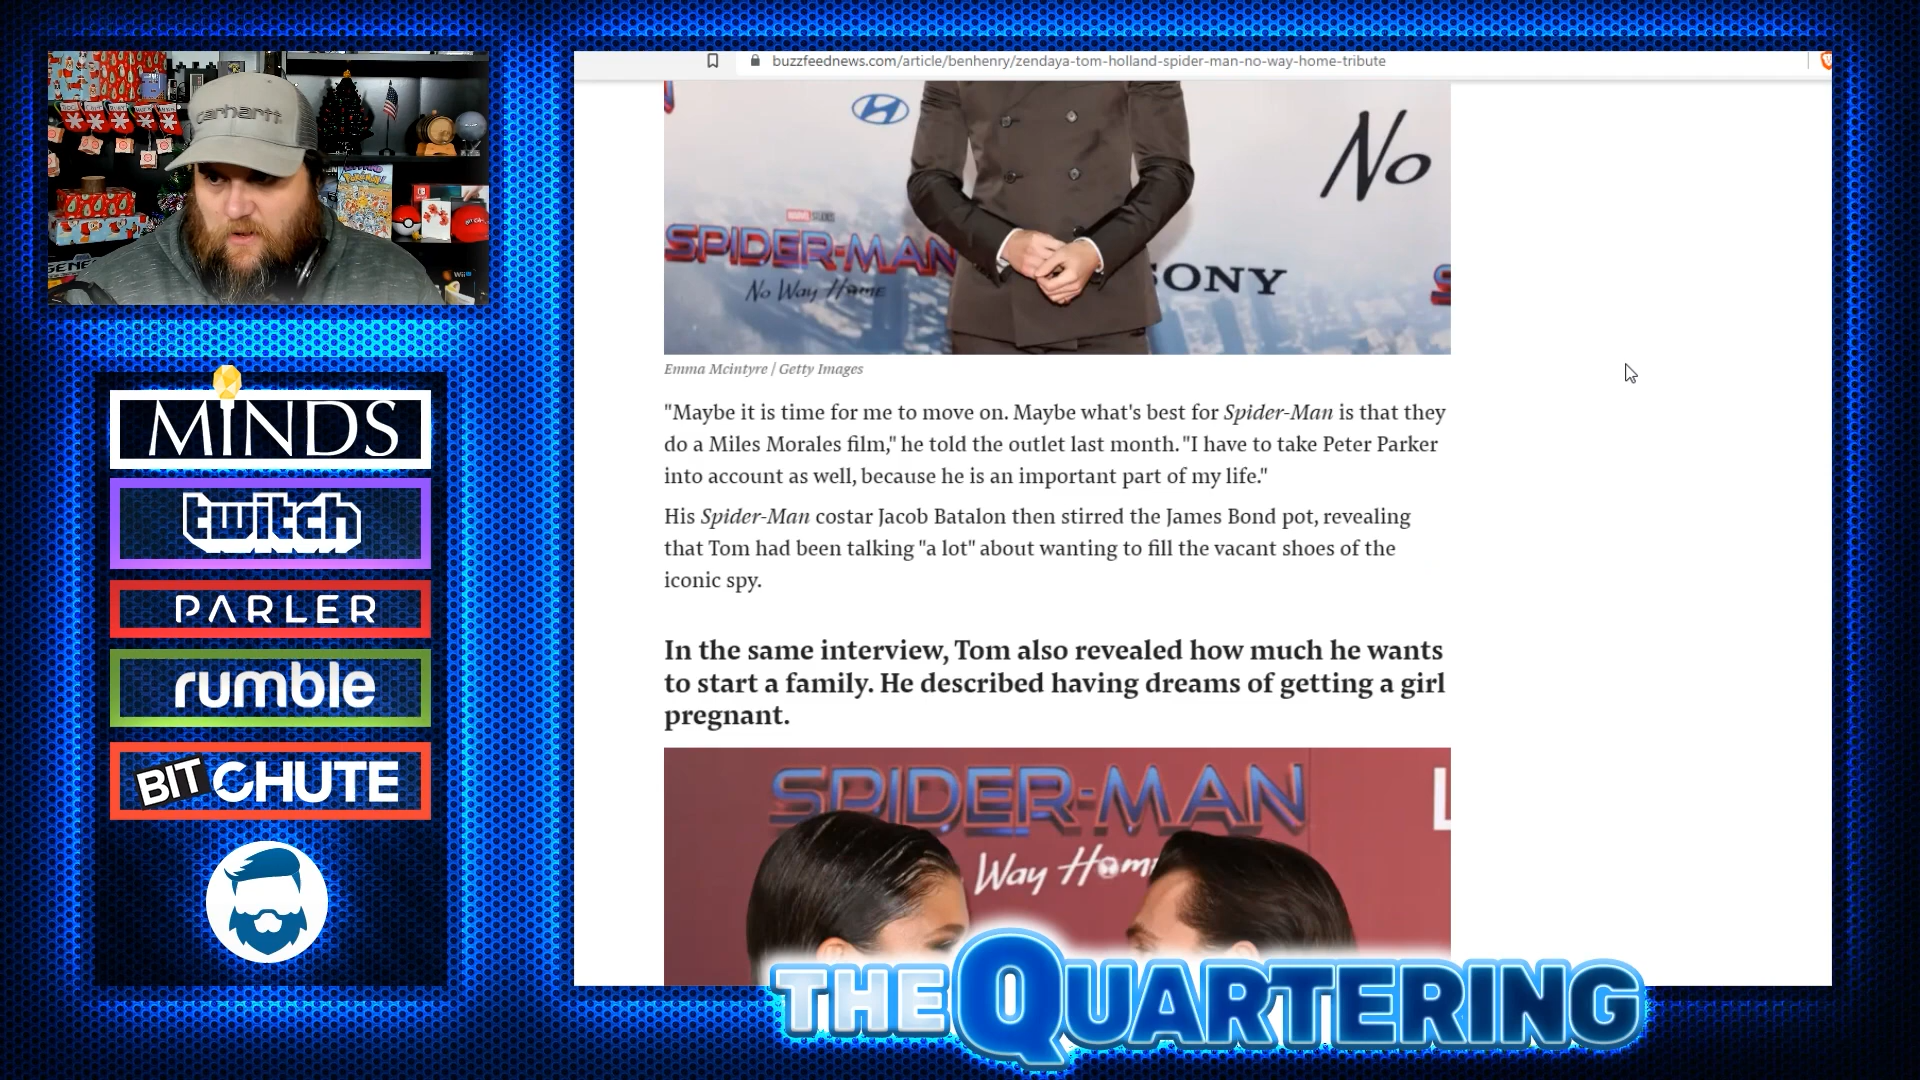 buzzfeednews.com/article/benhenry/zendaya-tom-holland-spider-man-no-way-home-tribute
carhartt
No
MARVEL STUDIOS
SPIDER-MAN
No Way Home
SONY
Emma Mcintyre / Getty Images
"Maybe it is time for me to move on. Maybe what's best for Spider-Man is that they
do a Miles Morales film," he told the outlet last month. "I have to take Peter Parker
into account as well, because he is an important part of my life."
His Spider-Man costar Jacob Batalon then stirred the James Bond pot, revealing
that Tom had been talking "a lot" about wanting to fill the vacant shoes of the
iconic spy.
In the same interview, Tom also revealed how much he wants
to start a family. He described having dreams of getting a girl
pregnant.
SPIDER-MAN
Way Home
MINDS
twitch
PARLER
rumble
BITCHUTE
THE QUARTERING